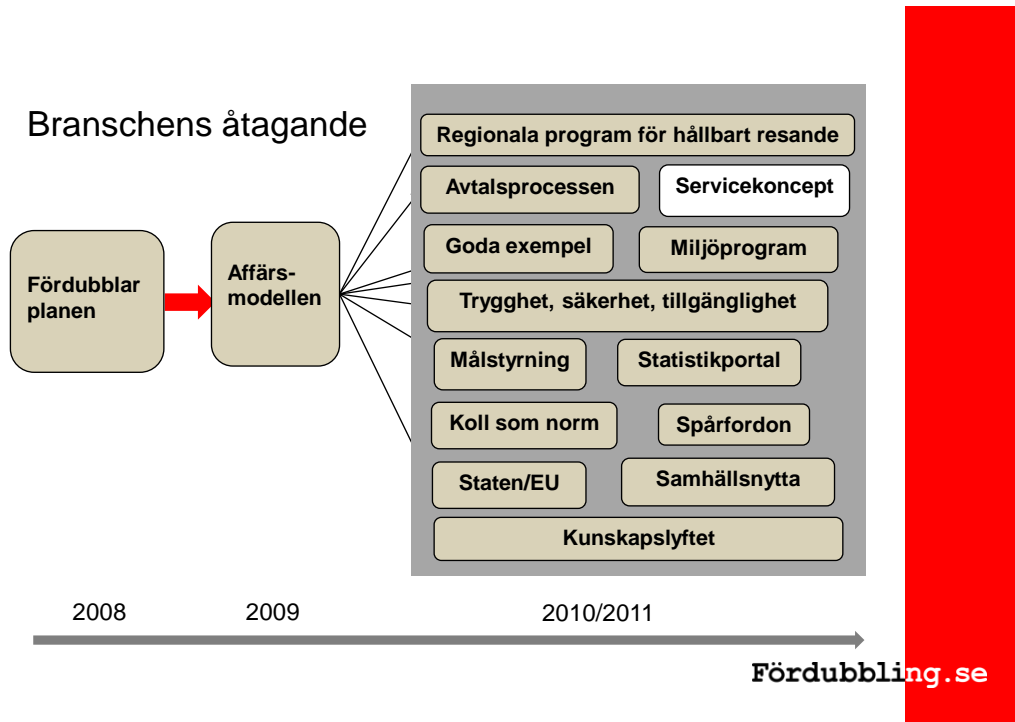 Branschens åtagande
Fördubblar
planen
Affärs-
modellen
Regionala program för hållbart resande
Avtalsprocessen
Servicekoncept
Goda exempel
Miljöprogram
Trygghet, säkerhet, tillgänglighet
Målstyrning
Statistikportal
Koll som norm
Spårfordon
Staten/EU
Samhällsnytta
Kunskapslyftet
2008
2009
2010/2011
Fördubbling.se